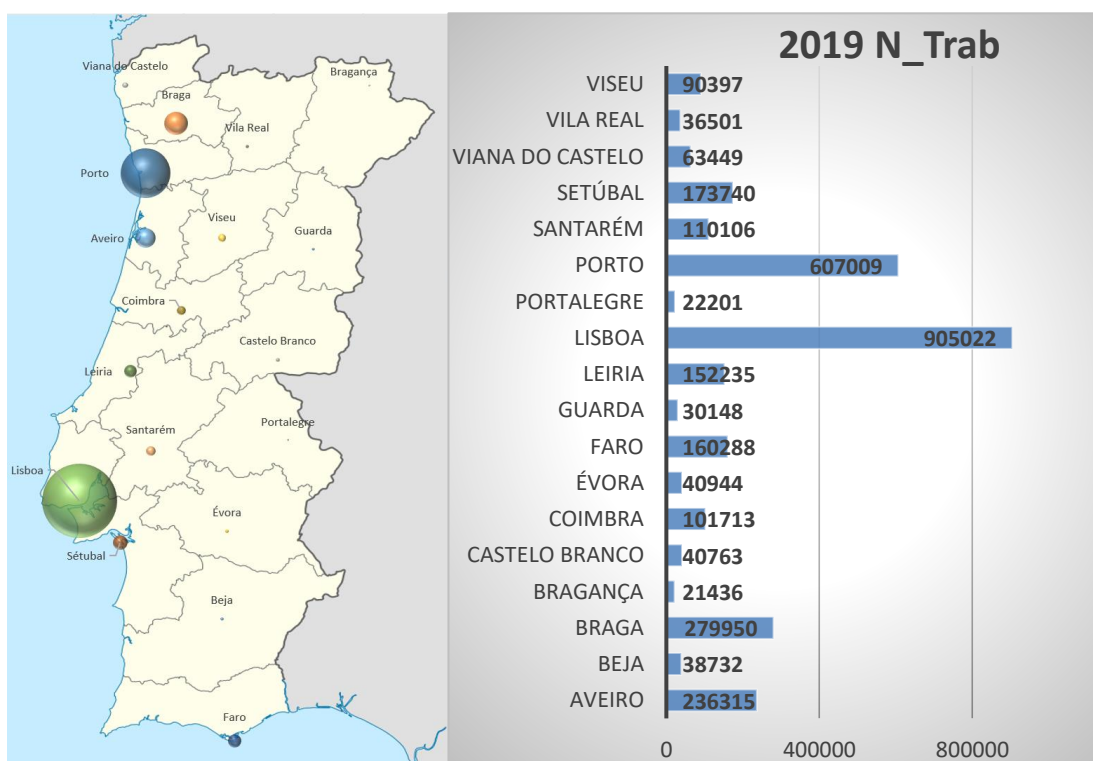 Viana do Castelo
Bragança
Braga
Vila Real
Porto
Viseu
Aveiro
Guarda
Coimbra
Castelo Branco
Leiria
Portalegre
Santarém
Lisboa
Évora
Sétubal
Beja
Faro
2019 N_Trab
VISEU 90397
VILA REAL 36501
VIANA DO CASTELO 63449
SETÚBAL 173740
SANTARÉM 110106
PORTO 607009
PORTALEGRE 22201
LISBOA 905022
LEIRIA 152235
GUARDA 30148
FARO 160288
ÉVORA 40944
COIMBRA 101713
CASTELO BRANCO 40763
BRAGANÇA 21436
BRAGA 279950
BEJA 38732
AVEIRO 236315
0 400000 800000